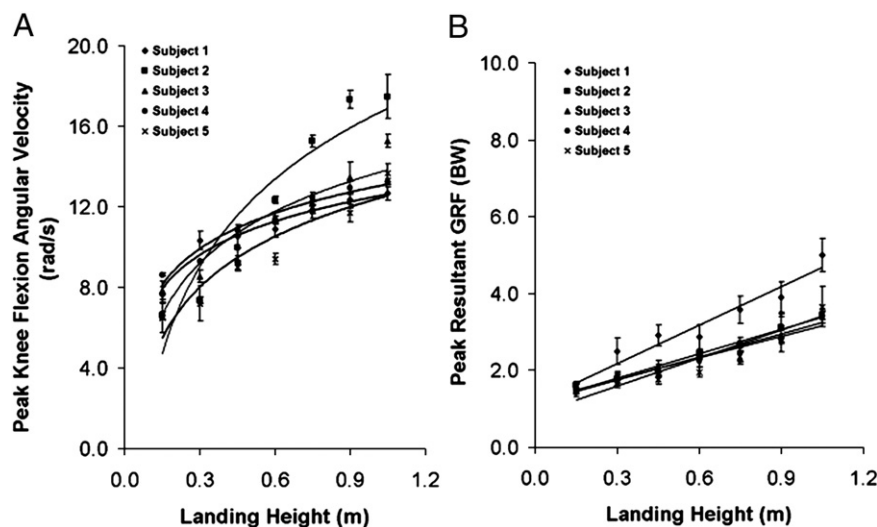 A
Peak Knee Flexion Angular Velocity
(rad/s)
20.0
16.0
12.0
8.0
4.0
0.0
Subject 1
Subject 2
Subject 3
Subject 4
Subject 5
0.0 0.3 0.6 0.9 1.2
Landing Height (m)
B
Peak Resultant GRF (BW)
10.0
8.0
6.0
4.0
2.0
0.0
Subject 1
Subject 2
Subject 3
Subject 4
Subject 5
0.0 0.3 0.6 0.9 1.2
Landing Height (m)